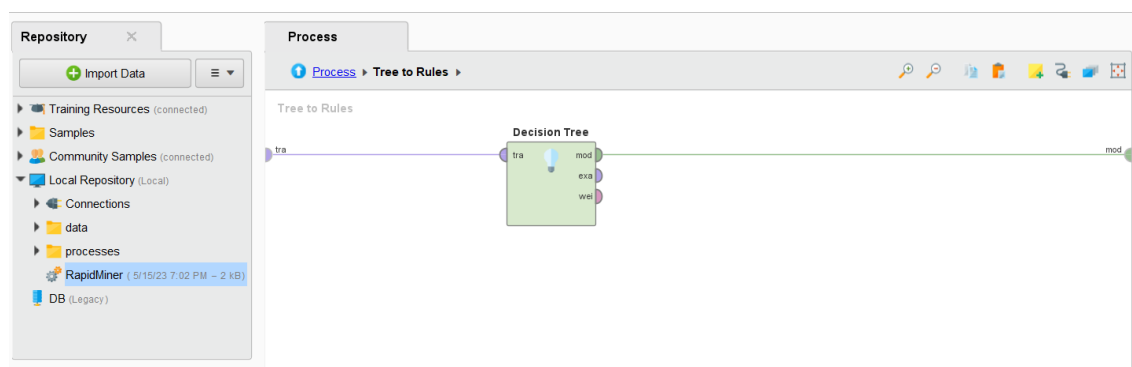 Repository
Process
Import Data
Process Tree to Rules
Training Resources (connected)
Samples
Community Samples (connected)
Local Repository (Local)
Connections
data
processes
RapidMiner ( 5/15/23 7:02 PM – 2 kB)
DB (Legacy)
Tree to Rules
Decision Tree
tra
tra
mod
mod
exa
wei